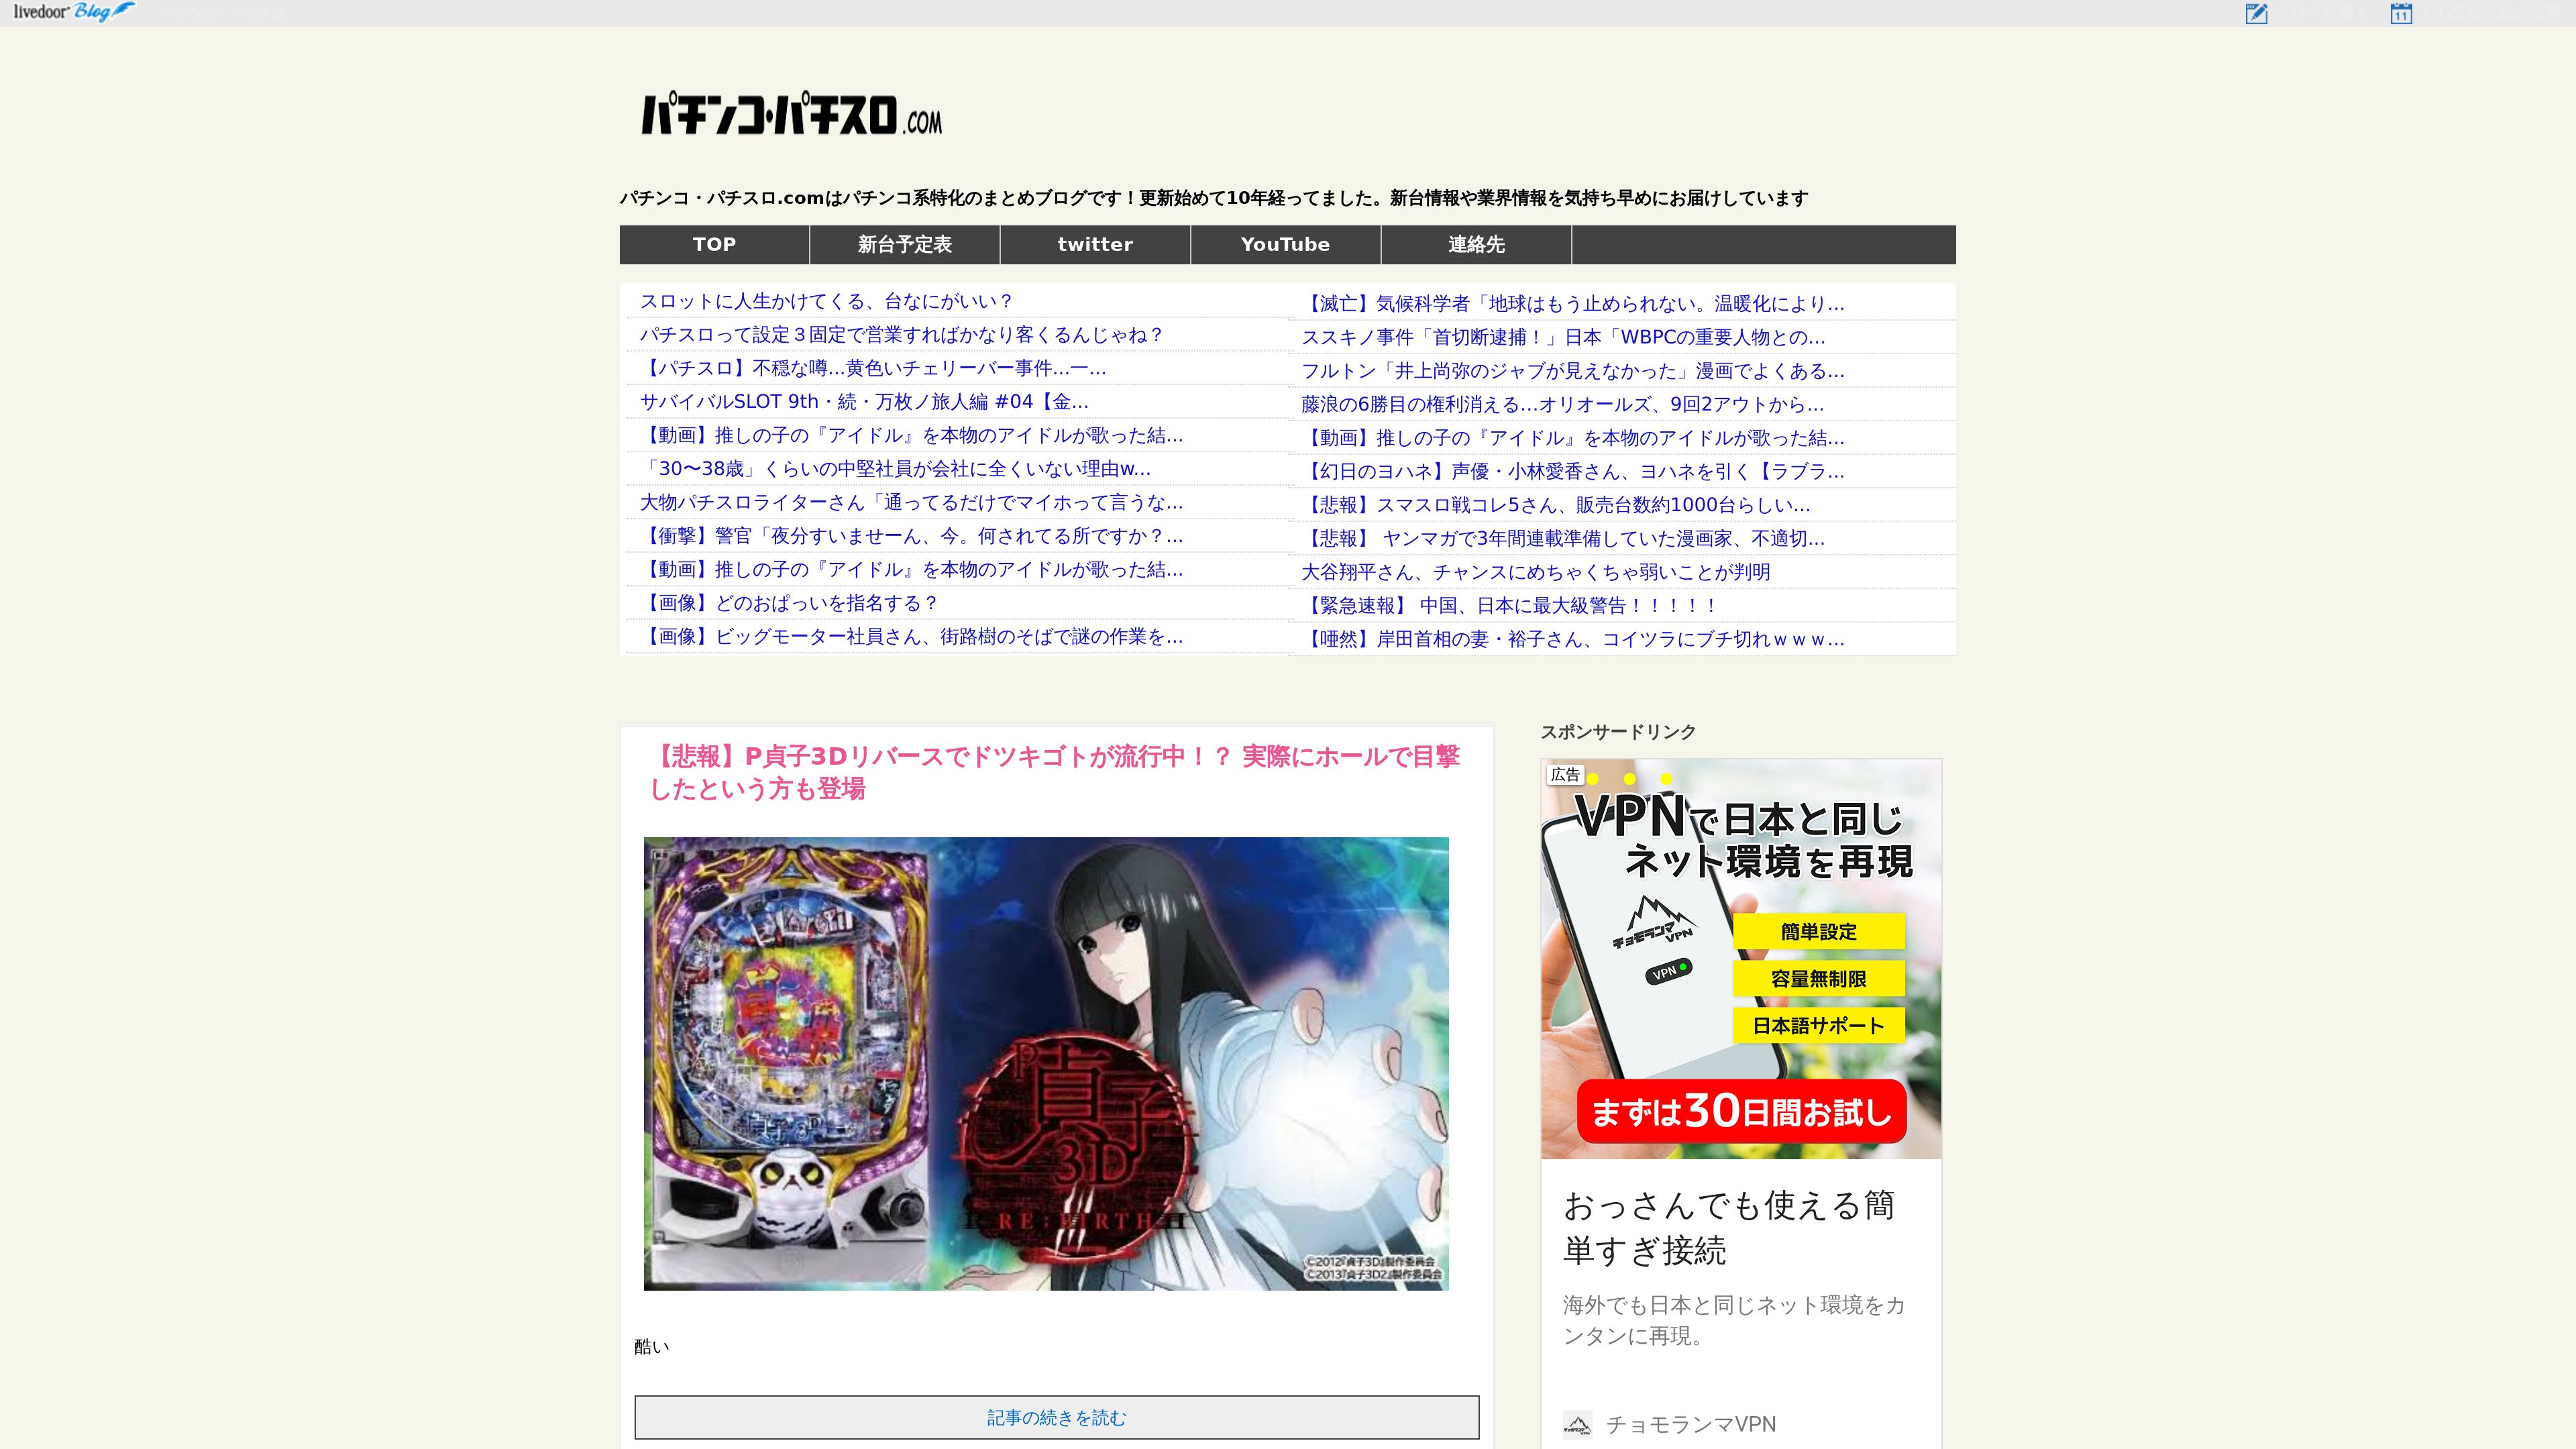 livedoor Blog
パチンコ・パチスロ.COM
パチンコ・パチスロ.comはパチンコ系特化のまとめブログです！更新始めて10年経ってました。新台情報や業界情報を気持ち早めにお届けしています
TOP 新台予定表 twitter YouTube 連絡先
スロットに人生かけてくる、台なにがいい？
パチスロって設定３固定で営業すればかなり客くるんじゃね？
【パチスロ】不穏な噂...黄色いチェリーバー事件...一...
サバイバルSLOT 9th・続・万枚ノ旅人編 #04【金...
【動画】推しの子の『アイドル』を本物のアイドルが歌った結...
「30〜38歳」くらいの中堅社員が会社に全くいない理由w...
大物パチスロライターさん「通ってるだけでマイホって言うな...
【衝撃】警官「夜分すいませーん、今。何されてる所ですか？...
【動画】推しの子の『アイドル』を本物のアイドルが歌った結...
【画像】どのおぱっいを指名する？
【画像】ビッグモーター社員さん、街路樹のそばで謎の作業を...
【滅亡】気候科学者「地球はもう止められない。温暖化により...
ススキノ事件「首切断逮捕！」日本「WBPCの重要人物との...
フルトン「井上尚弥のジャブが見えなかった」漫画でよくある...
藤浪の6勝目の権利消える...オリオールズ、9回2アウトから...
【動画】推しの子の『アイドル』を本物のアイドルが歌った結...
【幻日のヨハネ】声優・小林愛香さん、ヨハネを引く【ラブラ...
【悲報】スマスロ戦コレ5さん、販売台数約1000台らしい...
【悲報】 ヤンマガで3年間連載準備していた漫画家、不適切...
大谷翔平さん、チャンスにめちゃくちゃ弱いことが判明
【緊急速報】 中国、日本に最大級警告！！！！！
【唖然】岸田首相の妻・裕子さん、コイツラにブチ切れｗｗｗ...
【悲報】P貞子3Dリバースでドツキゴトが流行中！？ 実際にホールで目撃
したという方も登場
P
貞子
3D
RE:BIRTH
©2012『貞子3D』製作委員会
©2013『貞子3D2』製作委員会
酷い
記事の続きを読む
スポンサードリンク
広告
VPNで日本と同じ
ネット環境を再現
チョモランマ
VPN
VPN
簡単設定
容量無制限
日本語サポート
まずは30日間お試し
おっさんでも使える簡
単すぎ接続
海外でも日本と同じネット環境をカ
ンタンに再現。
チョモランマVPN